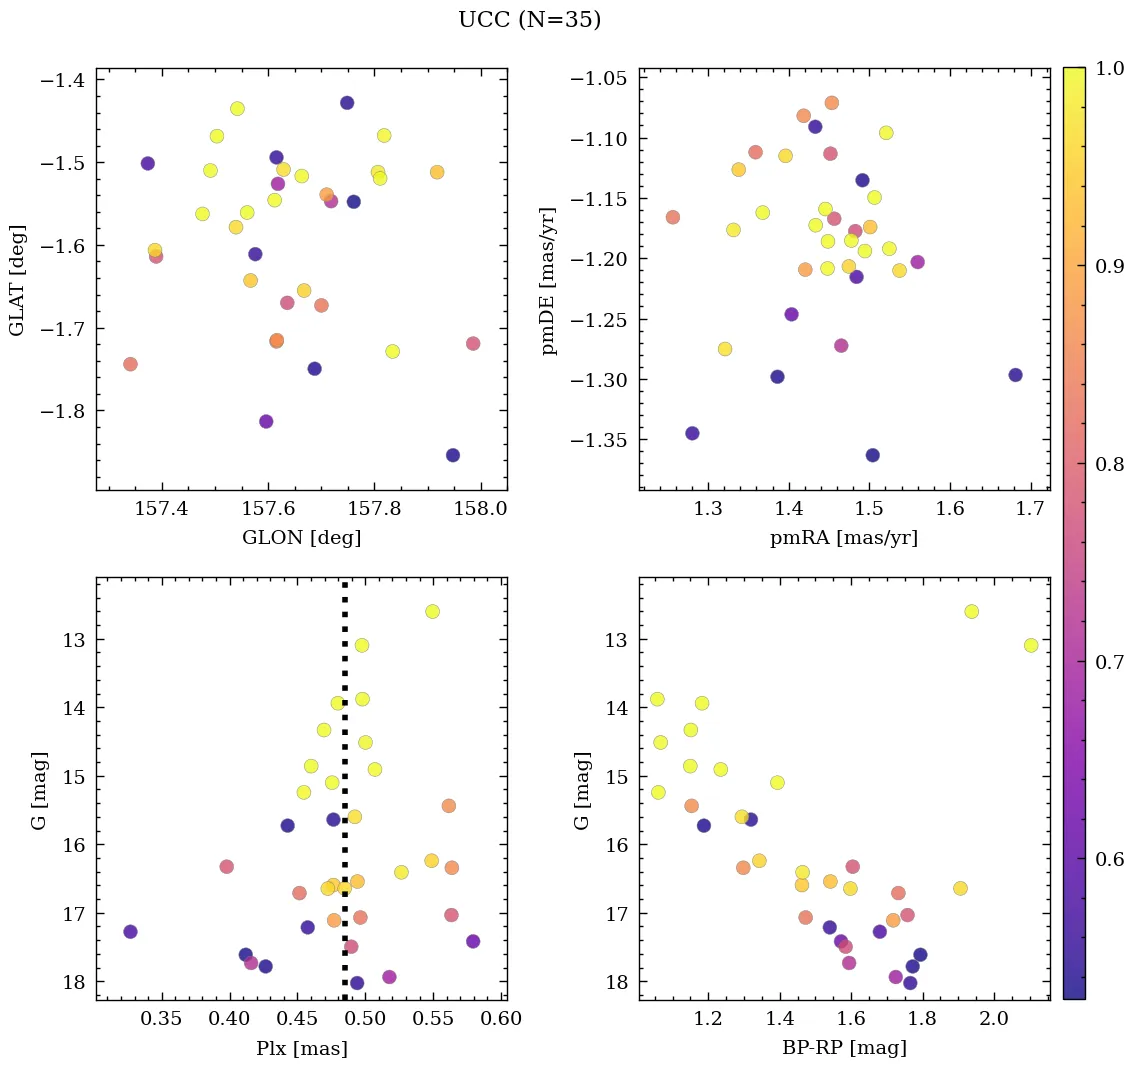 UCC (N=35)
−1.4
−1.5
−1.6
−1.7
−1.8
GLAT [deg]
157.4 157.6 157.8 158.0
GLON [deg]
−1.05
−1.10
−1.15
−1.20
−1.25
−1.30
−1.35
pmDE [mas/yr]
1.3 1.4 1.5 1.6 1.7
pmRA [mas/yr]
1.0
0.9
0.8
0.7
0.6
13
14
15
16
17
18
G [mag]
0.35 0.40 0.45 0.50 0.55 0.60
Plx [mas]
13
14
15
16
17
18
G [mag]
1.2 1.4 1.6 1.8 2.0
BP-RP [mag]